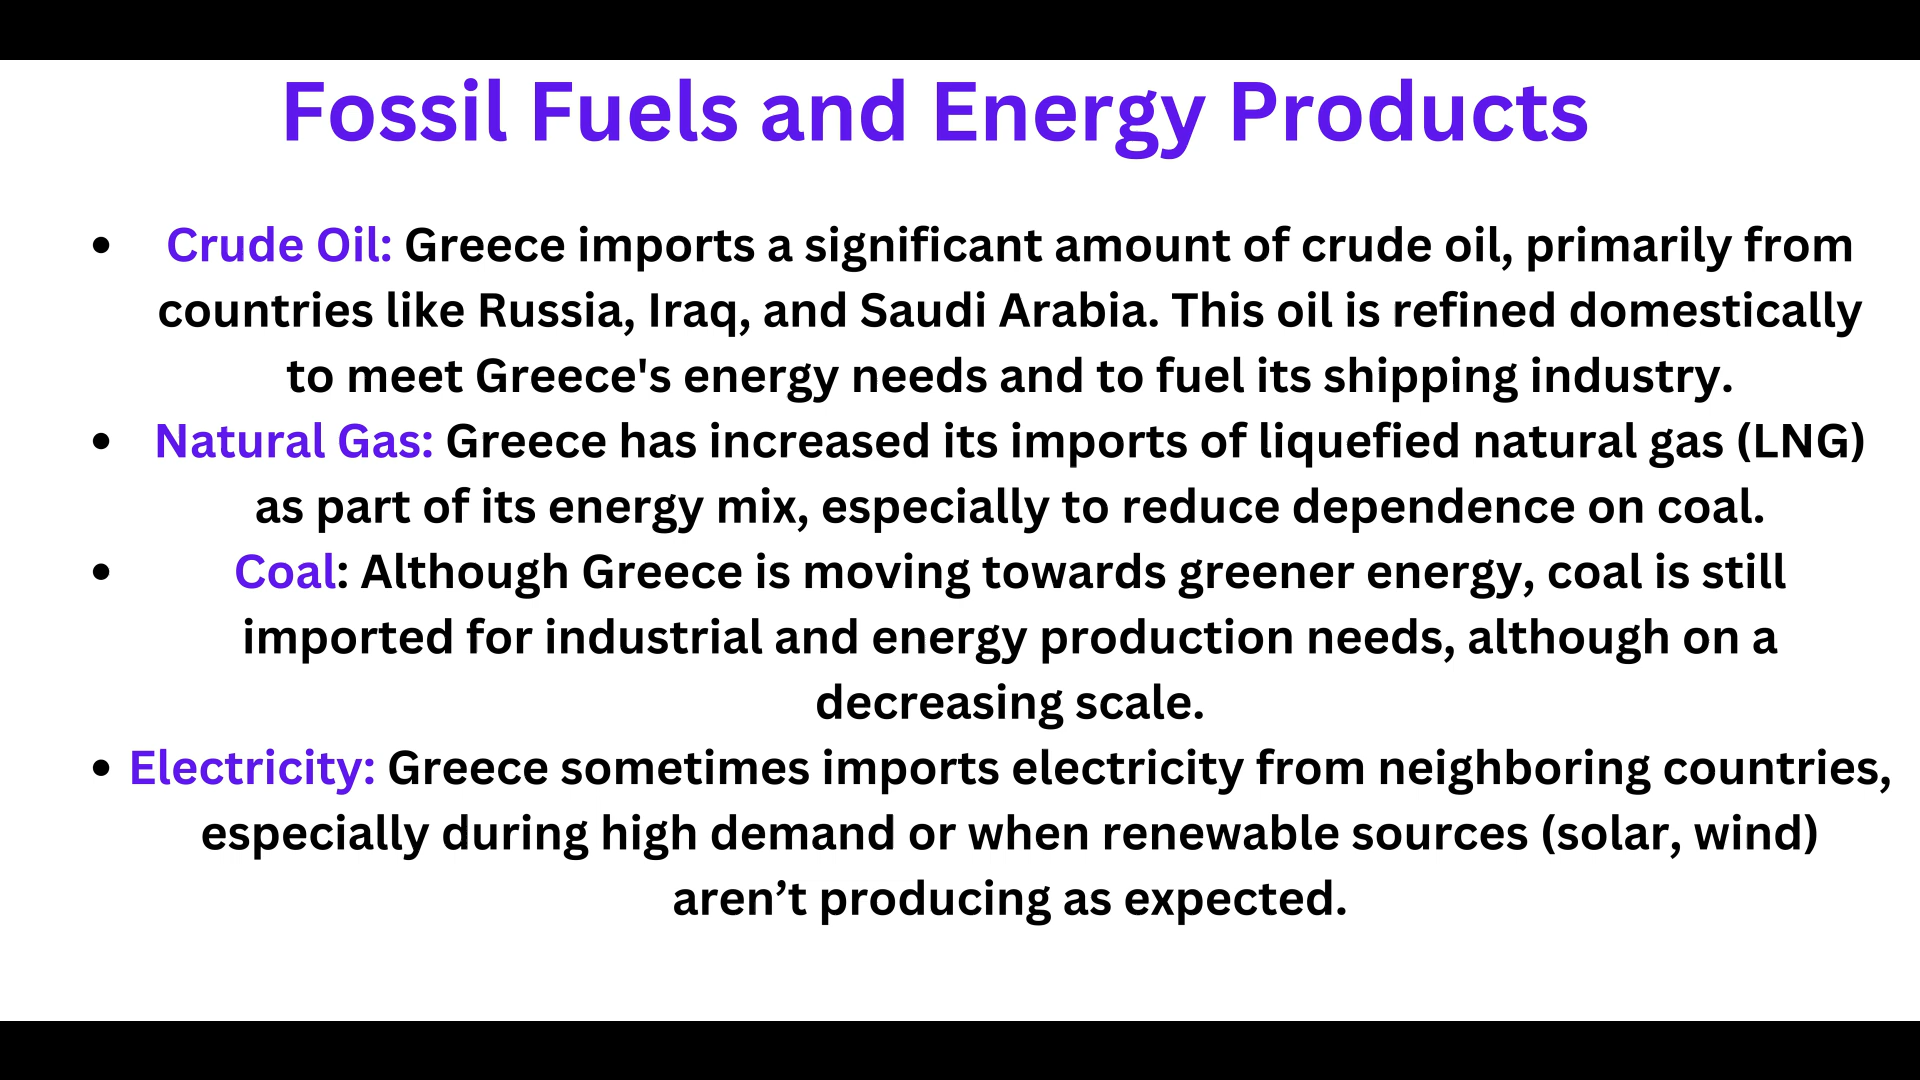 Fossil Fuels and Energy Products
• Crude Oil: Greece imports a significant amount of crude oil, primarily from
countries like Russia, Iraq, and Saudi Arabia. This oil is refined domestically
to meet Greece's energy needs and to fuel its shipping industry.
• Natural Gas: Greece has increased its imports of liquefied natural gas (LNG)
as part of its energy mix, especially to reduce dependence on coal.
• Coal: Although Greece is moving towards greener energy, coal is still
imported for industrial and energy production needs, although on a
decreasing scale.
• Electricity: Greece sometimes imports electricity from neighboring countries,
especially during high demand or when renewable sources (solar, wind)
aren’t producing as expected.